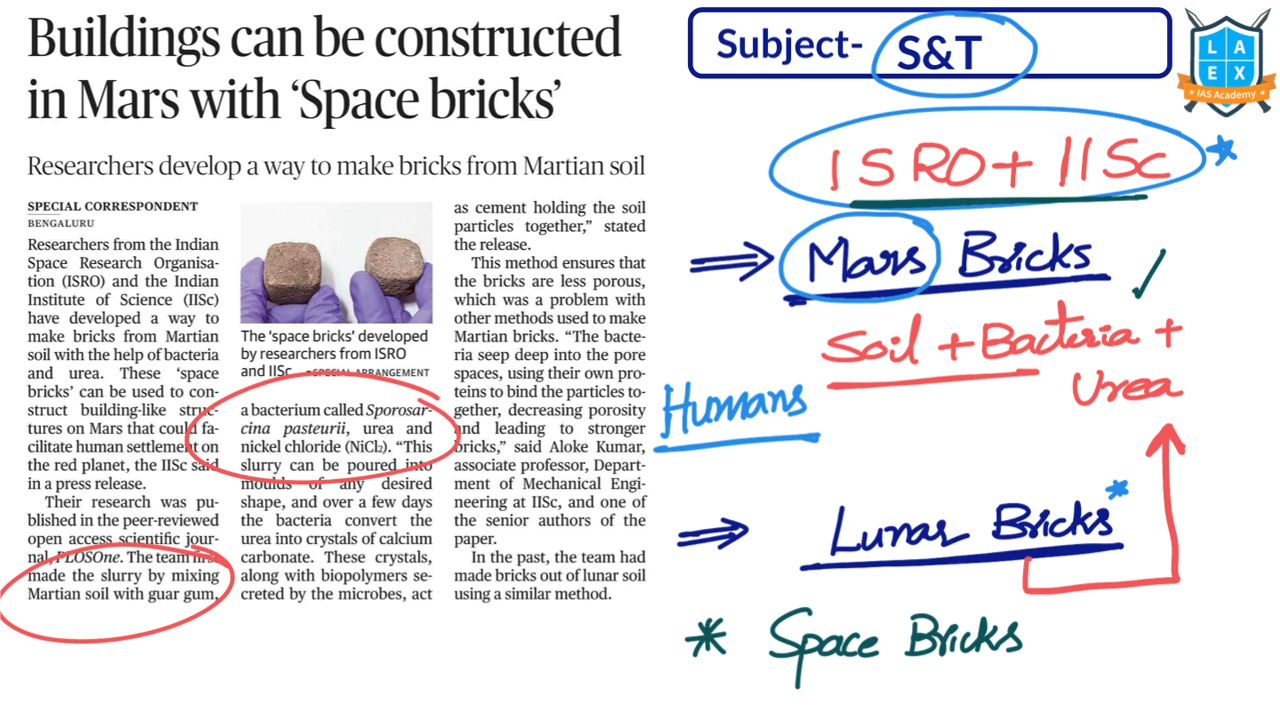 Buildings can be constructed
in Mars with ‘Space bricks’
Researchers develop a way to make bricks from Martian soil
SPECIAL CORRESPONDENT
BENGALURU
Researchers from the Indian
Space Research Organisa-
tion (ISRO) and the Indian
Institute of Science (IISc)
have developed a way to
make bricks from Martian
soil with the help of bacteria
and urea. These ‘space
bricks’ can be used to con-
struct building-like struc-
tures on Mars that could fa-
cilitate human settlement on
the red planet, the IISc said
in a press release.
Their research was pu-
blished in the peer-reviewed
open access scientific jour-
nal, PLOSOne. The team first
made the slurry by mixing
Martian soil with guar gum,
The ‘space bricks’ developed
by researchers from ISRO
and IISc. •SPECIAL ARRANGEMENT
a bacterium called Sporosar-
cina pasteurii, urea and
nickel chloride (NiCl₂). “This
slurry can be poured into
moulds of any desired
shape, and over a few days
the bacteria convert the
urea into crystals of calcium
carbonate. These crystals,
along with biopolymers se-
creted by the microbes, act
as cement holding the soil
particles together,” stated
the release.
This method ensures that
the bricks are less porous,
which was a problem with
other methods used to make
Martian bricks. “The bacte-
ria seep deep into the pore
spaces, using their own pro-
teins to bind the particles to-
gether, decreasing porosity
and leading to stronger
bricks,” said Aloke Kumar,
associate professor, Depart-
ment of Mechanical Engi-
neering at IISc, and one of
the senior authors of the
paper.
In the past, the team had
made bricks out of lunar soil
using a similar method.
Subject- S&T
LA
EX
IAS Academy
ISRO + IISc
⇒ Mars Bricks ✓
Soil + Bacteria +
Urea
Humans
⇒ Lunar Bricks*
* Space Bricks